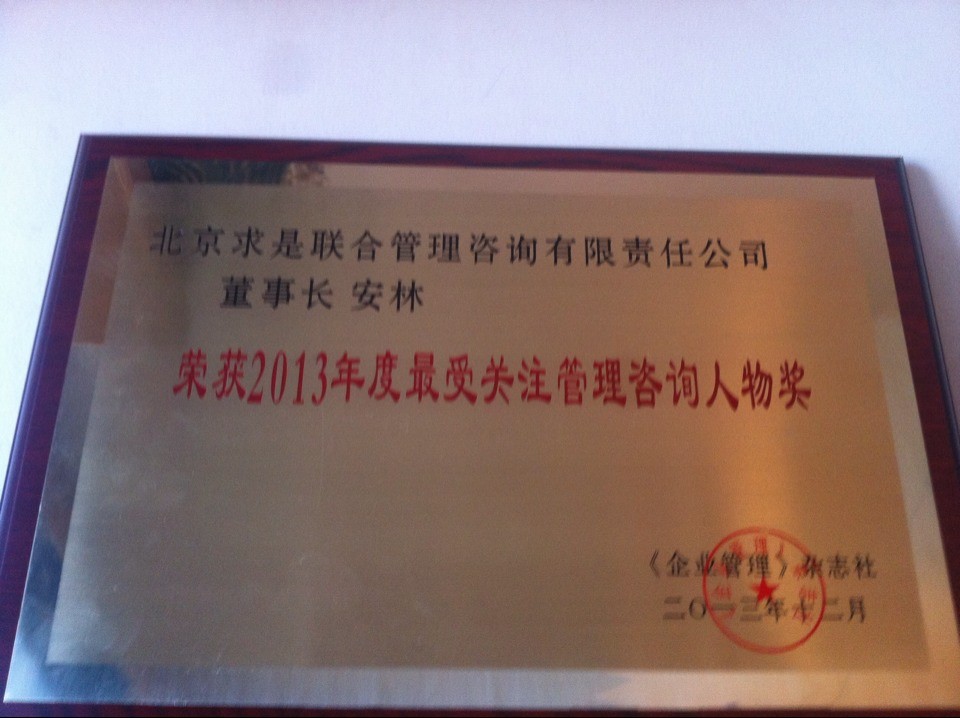 北京求是联合管理咨询有限责任公司
董事长 安林
荣获2013年度最受关注管理咨询人物奖
《企业管理》杂志社
二〇一三年十二月